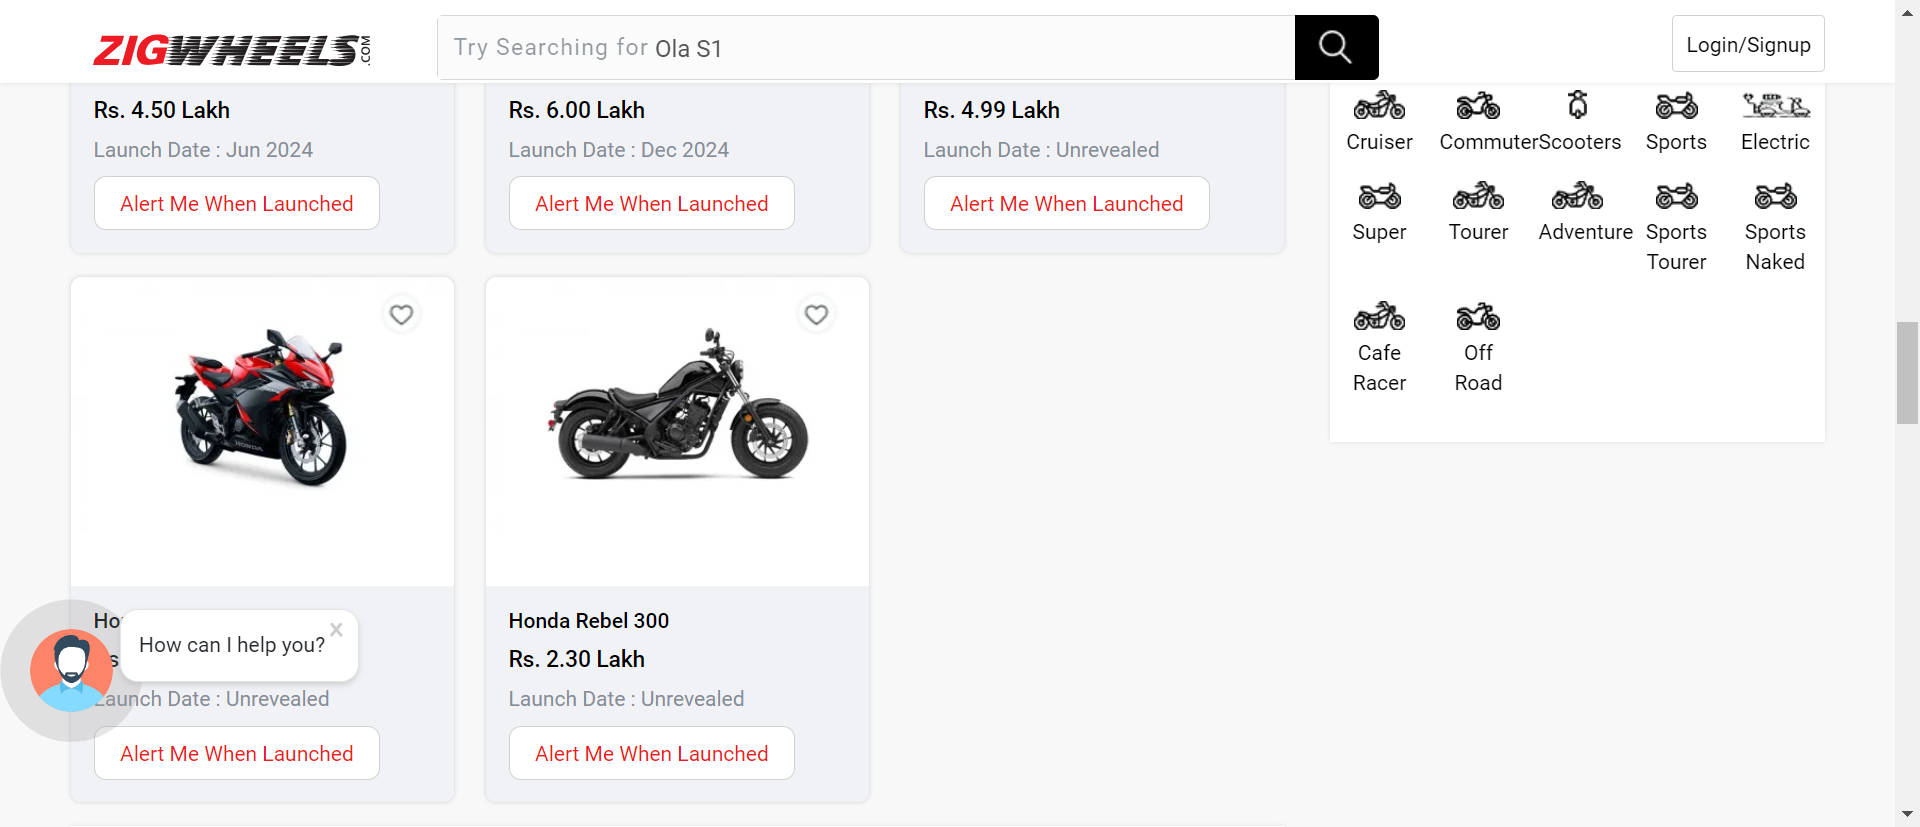 ZIGWHEELS.COM
Try Searching for Ola S1
Login/Signup
Rs. 4.50 Lakh
Launch Date : Jun 2024
Alert Me When Launched
Rs. 6.00 Lakh
Launch Date : Dec 2024
Alert Me When Launched
Rs. 4.99 Lakh
Launch Date : Unrevealed
Alert Me When Launched
Cruiser
Commuter
Scooters
Sports
Electric
Super
Tourer
Adventure
Sports
Tourer
Sports
Naked
Cafe
Racer
Off
Road
HONDA
How can I help you?
Launch Date : Unrevealed
Alert Me When Launched
Honda Rebel 300
Rs. 2.30 Lakh
Launch Date : Unrevealed
Alert Me When Launched